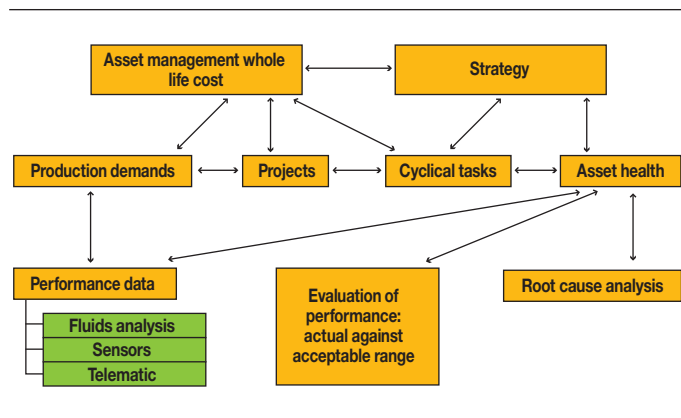 Asset management whole
life cost
Strategy
Production demands
Projects
Cyclical tasks
Asset health
Performance data
Fluids analysis
Sensors
Telematic
Evaluation of
performance:
actual against
acceptable range
Root cause analysis